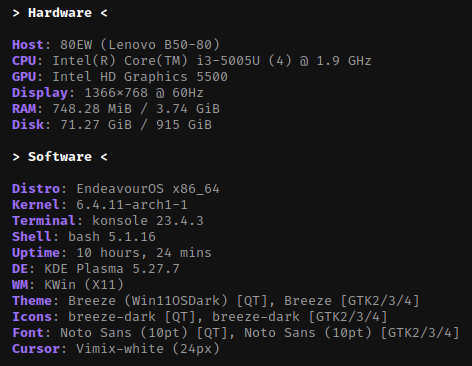 > Hardware <
Host: 80EW (Lenovo B50-80)
CPU: Intel(R) Core(TM) i3-5005U (4) @ 1.9 GHz
GPU: Intel HD Graphics 5500
Display: 1366×768 @ 60Hz
RAM: 748.28 MiB / 3.74 GiB
Disk: 71.27 GiB / 915 GiB
> Software <
Distro: EndeavourOS x86_64
Kernel: 6.4.11-arch1-1
Terminal: konsole 23.4.3
Shell: bash 5.1.16
Uptime: 10 hours, 24 mins
DE: KDE Plasma 5.27.7
WM: KWin (X11)
Theme: Breeze (Win11OSDark) [QT], Breeze [GTK2/3/4]
Icons: breeze-dark [QT], breeze-dark [GTK2/3/4]
Font: Noto Sans (10pt) [QT], Noto Sans (10pt) [GTK2/3/4]
Cursor: Vimix-white (24px)